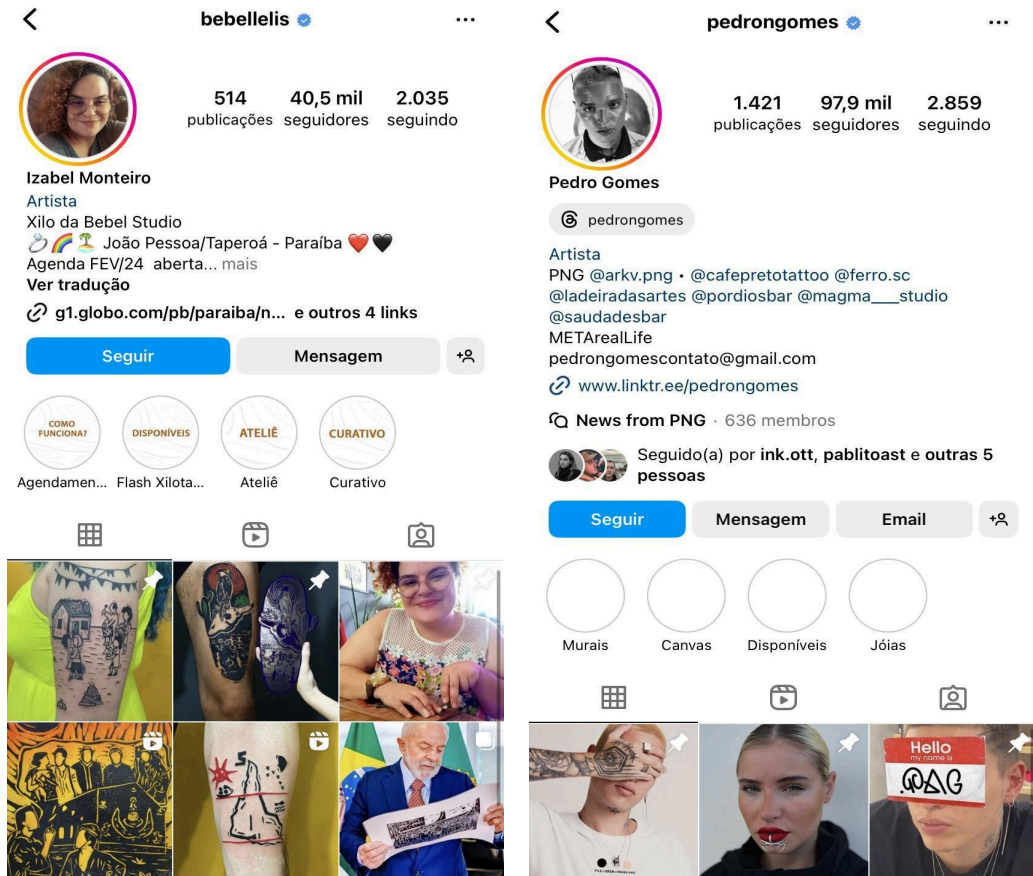 bebellelis
514
40,5 mil
2.035
publicações
seguidores
seguindo
Izabel Monteiro
Artista
Xilo da Bebel Studio
💍🌈🏝️ João Pessoa/Taperoá - Paraíba ❤️🖤
Agenda FEV/24 aberta... mais
Ver tradução
g1.globo.com/pb/paraiba/n... e outros 4 links
Seguir
Mensagem
COMO
FUNCIONA?
DISPONÍVEIS
ATELIÊ
CURATIVO
Agendamen...
Flash Xilota...
Ateliê
Curativo
pedrongomes
1.421
97,9 mil
2.859
publicações
seguidores
seguindo
Pedro Gomes
pedrongomes
Artista
PNG @arkv.png • @cafepretotattoo @ferro.sc
@ladeiradasartes @pordiosbar @magma___studio
@saudadesbar
METArealLife
pedrongomescontato@gmail.com
www.linktr.ee/pedrongomes
News from PNG · 636 membros
Seguido(a) por ink.ott, pablitoast e outras 5
pessoas
Seguir
Mensagem
Email
Murais
Canvas
Disponíveis
Jóias
Hello
my name is